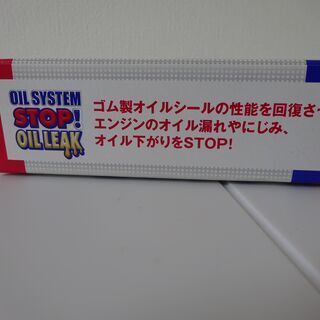 OIL SYSTEM
STOP!
OIL LEAK
ゴム製オイルシールの性能を回復さ
エンジンのオイル漏れやにじみ、
オイル下がりをSTOP!